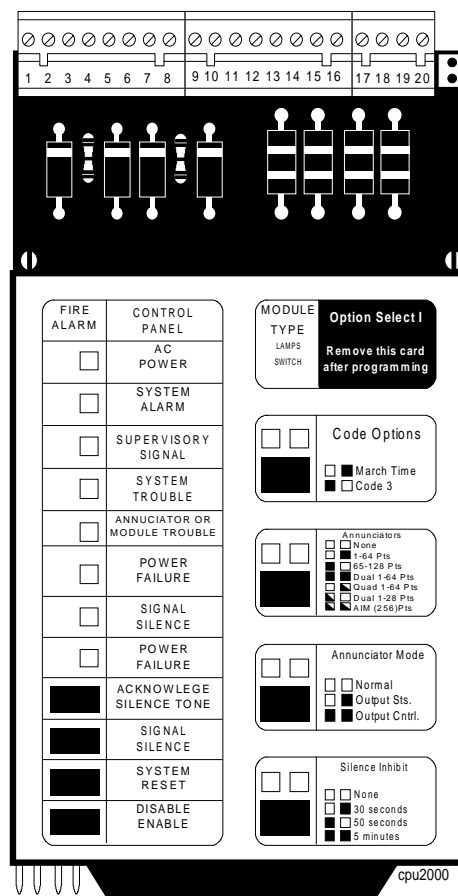 1 2 3 4 5 6 7 8 9 10 11 12 13 14 15 16 17 18 19 20
FIRE ALARM
CONTROL PANEL
AC POWER
SYSTEM ALARM
SUPERVISORY SIGNAL
SYSTEM TROUBLE
ANNUCIATOR OR MODULE TROUBLE
POWER FAILURE
SIGNAL SILENCE
POWER FAILURE
ACKNOWLEGE SILENCE TONE
SIGNAL SILENCE
SYSTEM RESET
DISABLE ENABLE
MODULE TYPE
LAMPS
SWITCH
Option Select I
Remove this card
after programming
Code Options
March Time
Code 3
Annunciators
None
1-64 Pts
65-128 Pts
Dual 1-64 Pts
Quad 1-64 Pts
Dual 1-28 Pts
AIM (256)Pts
Annunciator Mode
Normal
Output Sts.
Output Cntrl.
Silence Inhibit
None
30 seconds
50 seconds
5 minutes
cpu2000